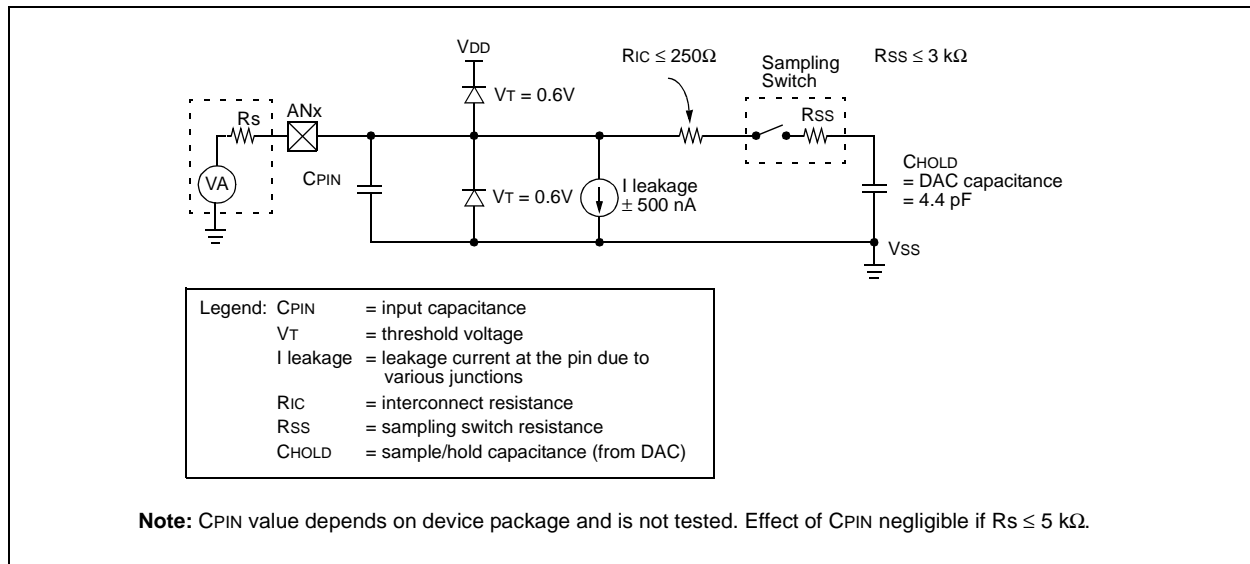 VDD
RIC ≤ 250Ω
Sampling
Switch
RSS ≤ 3 kΩ
VT = 0.6V
Rs
ANx
RSS
VA
CPIN
VT = 0.6V
I leakage
± 500 nA
CHOLD
= DAC capacitance
= 4.4 pF
VSS
Legend: CPIN = input capacitance
VT = threshold voltage
I leakage = leakage current at the pin due to
various junctions
RIC = interconnect resistance
RSS = sampling switch resistance
CHOLD = sample/hold capacitance (from DAC)
Note: CPIN value depends on device package and is not tested. Effect of CPIN negligible if Rs ≤ 5 kΩ.